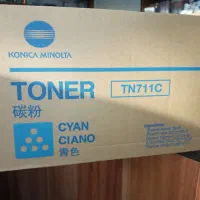 KONICA MINOLTA
TONER
TN711C
碳粉
CYAN
CIANO
青色